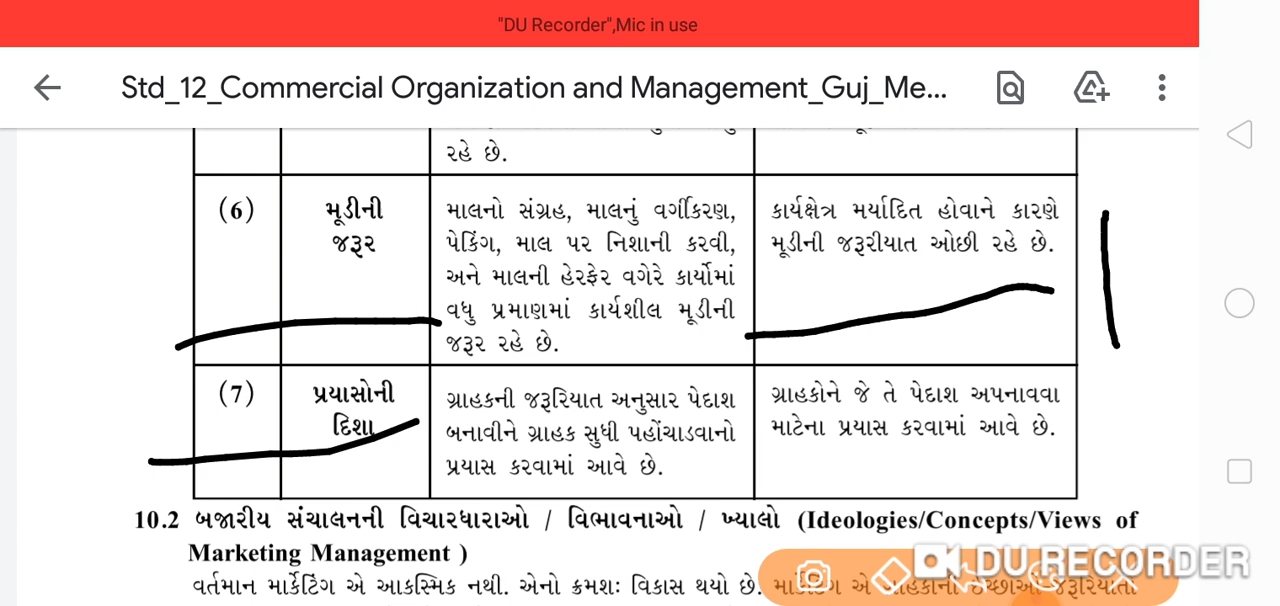 "DU Recorder",Mic in use
Std_12_Commercial Organization and Management_Guj_Me...
રહે છે.
(6)
મૂડીની
જરૂર
માલનો સંગ્રહ, માલનું વર્ગીકરણ,
પેકિંગ, માલ પર નિશાની કરવી,
અને માલની હેરફેર વગેરે કાર્યોમાં
વધુ પ્રમાણમાં કાર્યશીલ મૂડીની
જરૂર રહે છે.
કાર્યક્ષેત્ર મર્યાદિત હોવાને કારણે
મૂડીની જરૂરીયાત ઓછી રહે છે.
(7)
પ્રયાસોની
દિશા
ગ્રાહકની જરૂરિયાત અનુસાર પેદાશ
બનાવીને ગ્રાહક સુધી પહોંચાડવાનો
પ્રયાસ કરવામાં આવે છે.
ગ્રાહકોને જે તે પેદાશ અપનાવવા
માટેના પ્રયાસ કરવામાં આવે છે.
10.2 બજારીય સંચાલનની વિચારધારાઓ / વિભાવનાઓ / ખ્યાલો (Ideologies/Concepts/Views of
Marketing Management )
વર્તમાન માર્કેટિંગ એ આકસ્મિક નથી. એનો ક્રમશઃ વિકાસ થયો છે. માર્કેટિંગ એ ગ્રાહકોની
DU RECORDER